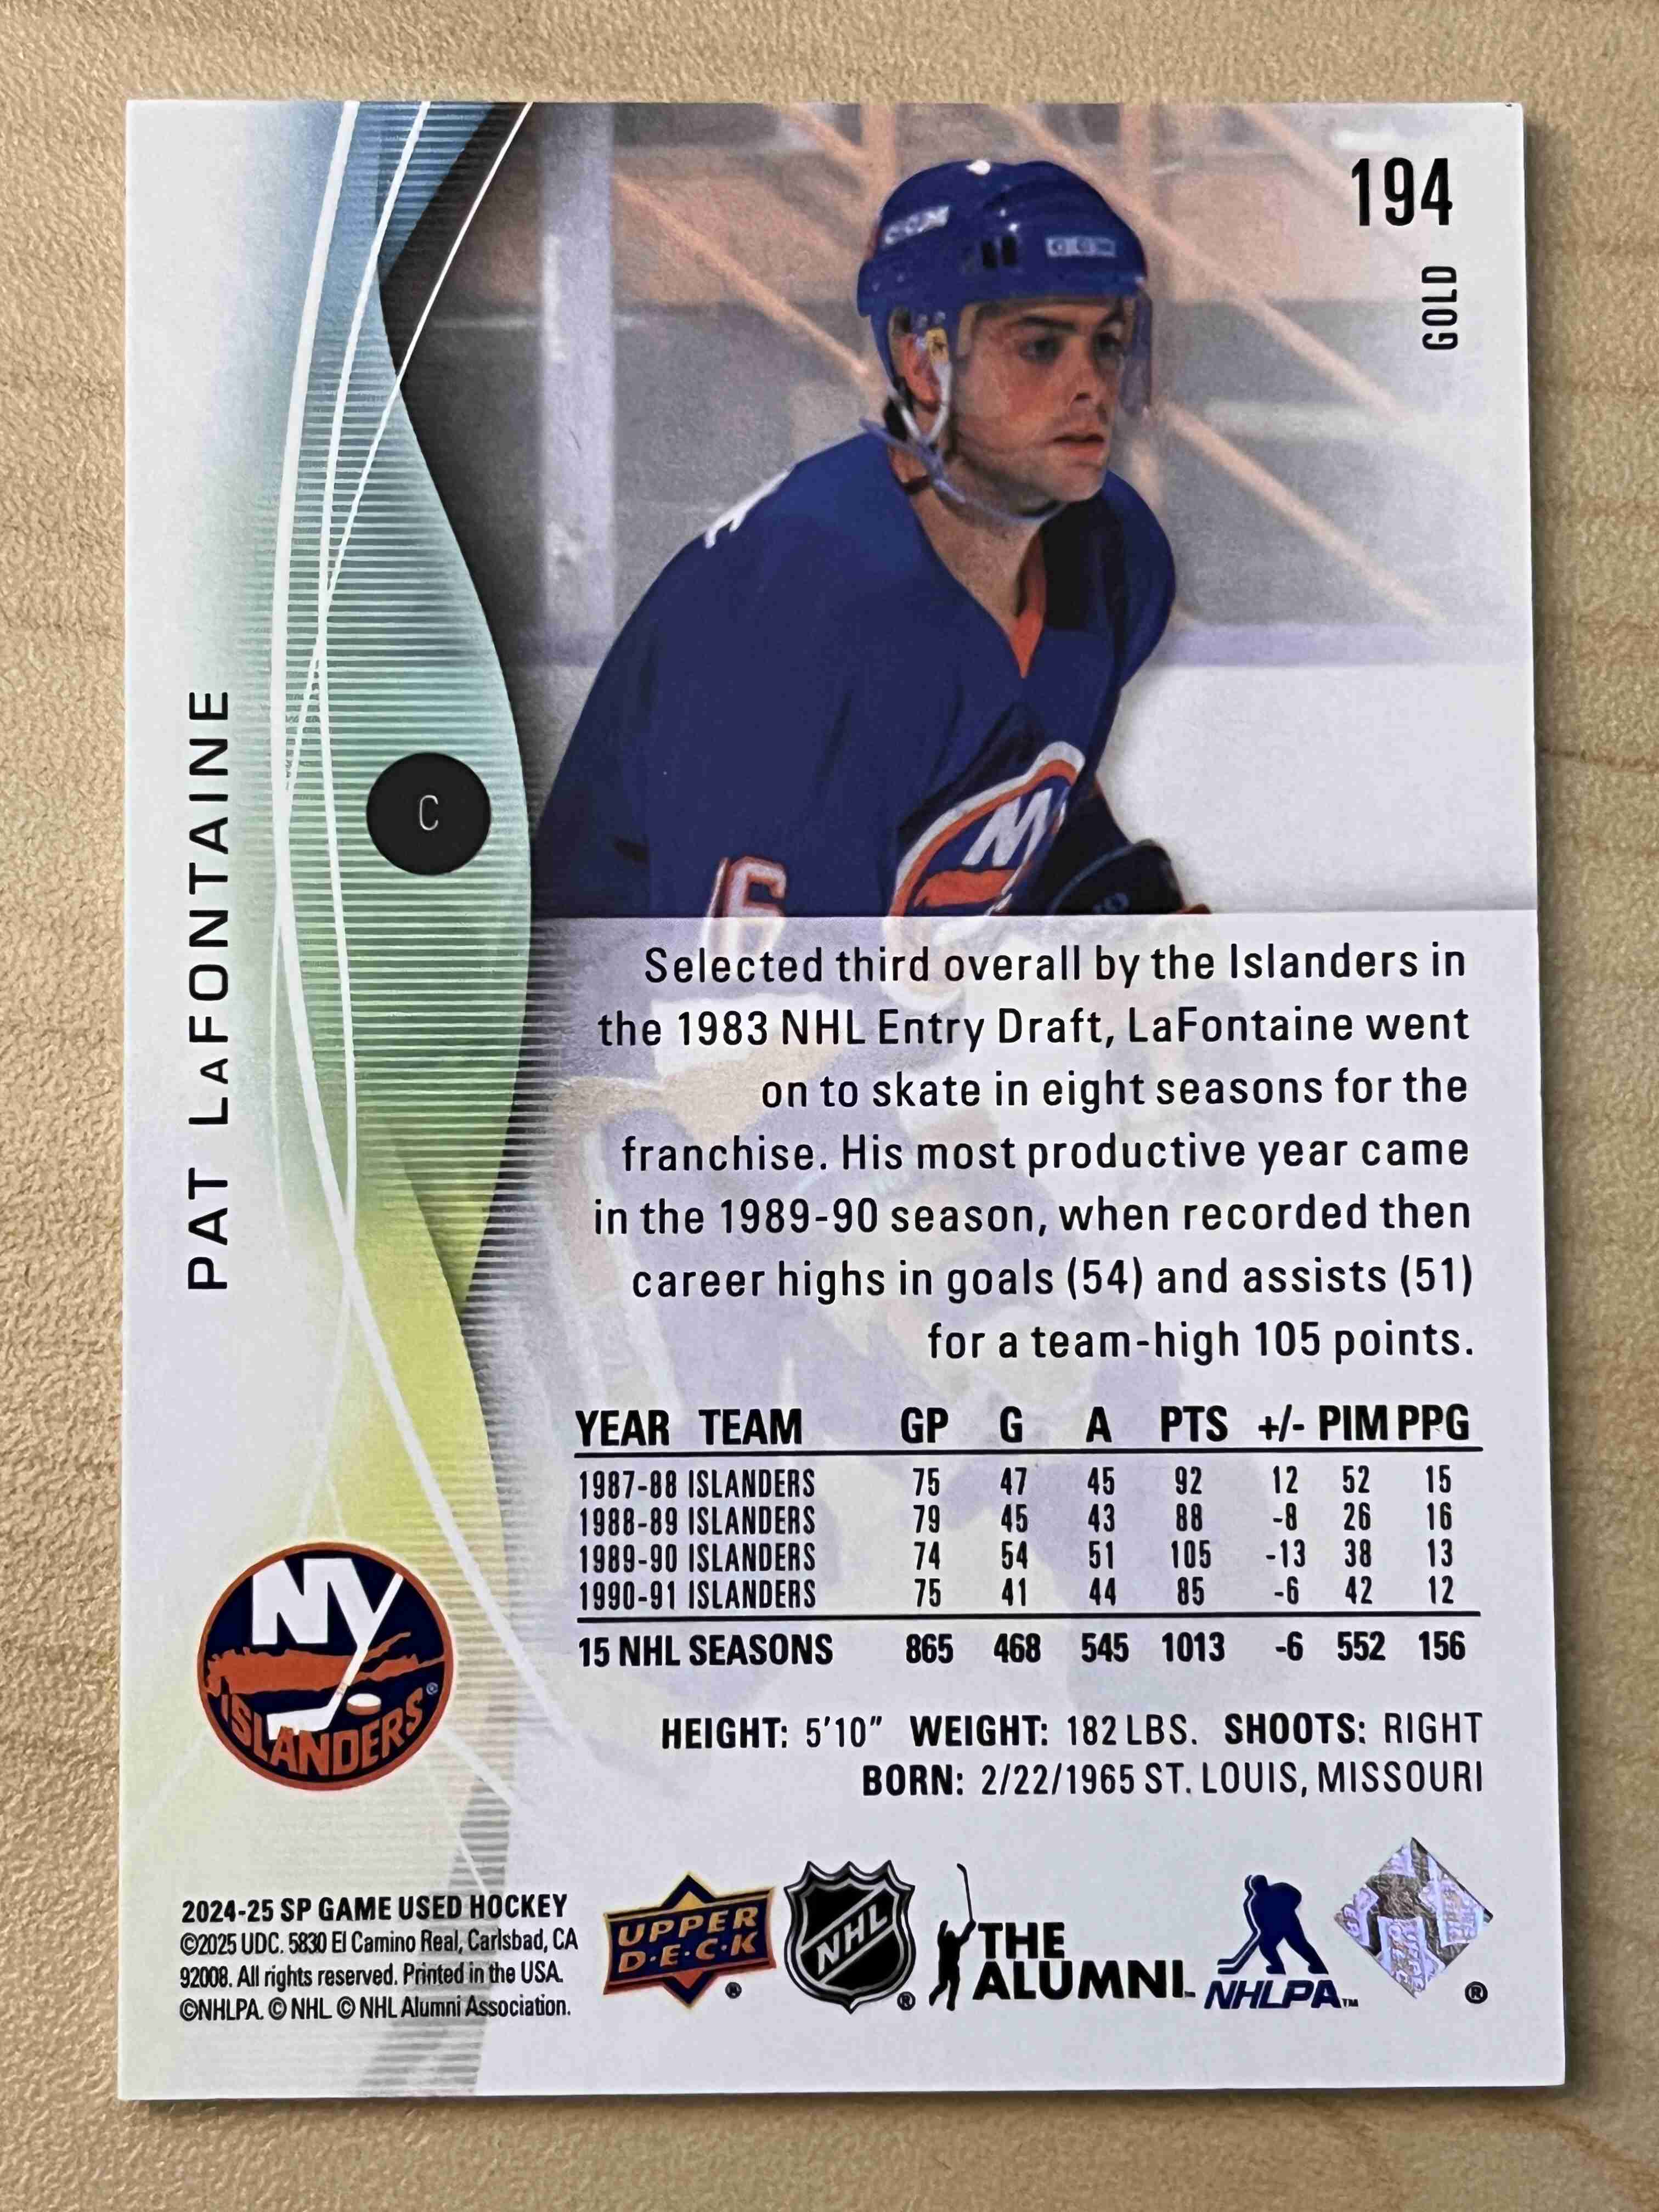 194
GOLD
CCM
CCM
16
PAT LAFONTAINE
C
Selected third overall by the Islanders in
the 1983 NHL Entry Draft, LaFontaine went
on to skate in eight seasons for the
franchise. His most productive year came
in the 1989-90 season, when recorded then
career highs in goals (54) and assists (51)
for a team-high 105 points.
YEAR TEAM GP G A PTS +/- PIM PPG
1987-88 ISLANDERS 75 47 45 92 12 52 15
1988-89 ISLANDERS 79 45 43 88 -8 26 16
1989-90 ISLANDERS 74 54 51 105 -13 38 13
1990-91 ISLANDERS 75 41 44 85 -6 42 12
15 NHL SEASONS 865 468 545 1013 -6 552 156
NY
ISLANDERS®
HEIGHT: 5'10" WEIGHT: 182 LBS. SHOOTS: RIGHT
BORN: 2/22/1965 ST. LOUIS, MISSOURI
2024-25 SP GAME USED HOCKEY
©2025 UDC. 5830 El Camino Real, Carlsbad, CA
92008. All rights reserved. Printed in the USA.
©NHLPA. © NHL © NHL Alumni Association.
UPPER
D·E·C·K ®
NHL ®
THE
ALUMNI™
NHLPA™
®